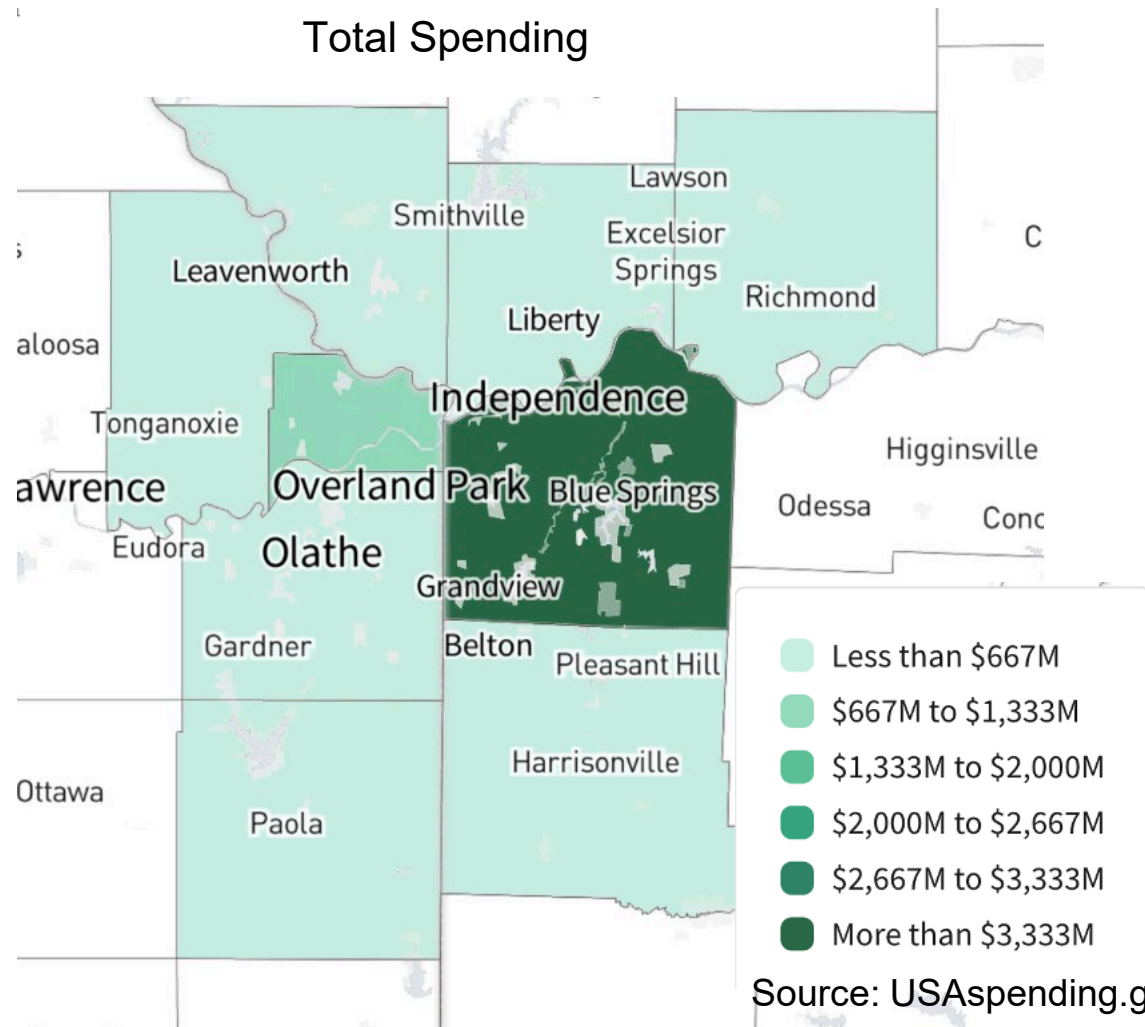 Total Spending
Lawson
Smithville
Excelsior
Springs
C
Leavenworth
Richmond
Liberty
aloosa
Independence
Tonganoxie
Higginsville
awrence
Overland Park
Blue Springs
Odessa
Conc
Eudora
Olathe
Grandview
Gardner
Belton
Pleasant Hill
Harrisonville
Ottawa
Paola
Less than $667M
$667M to $1,333M
$1,333M to $2,000M
$2,000M to $2,667M
$2,667M to $3,333M
More than $3,333M
Source: USAspending.g